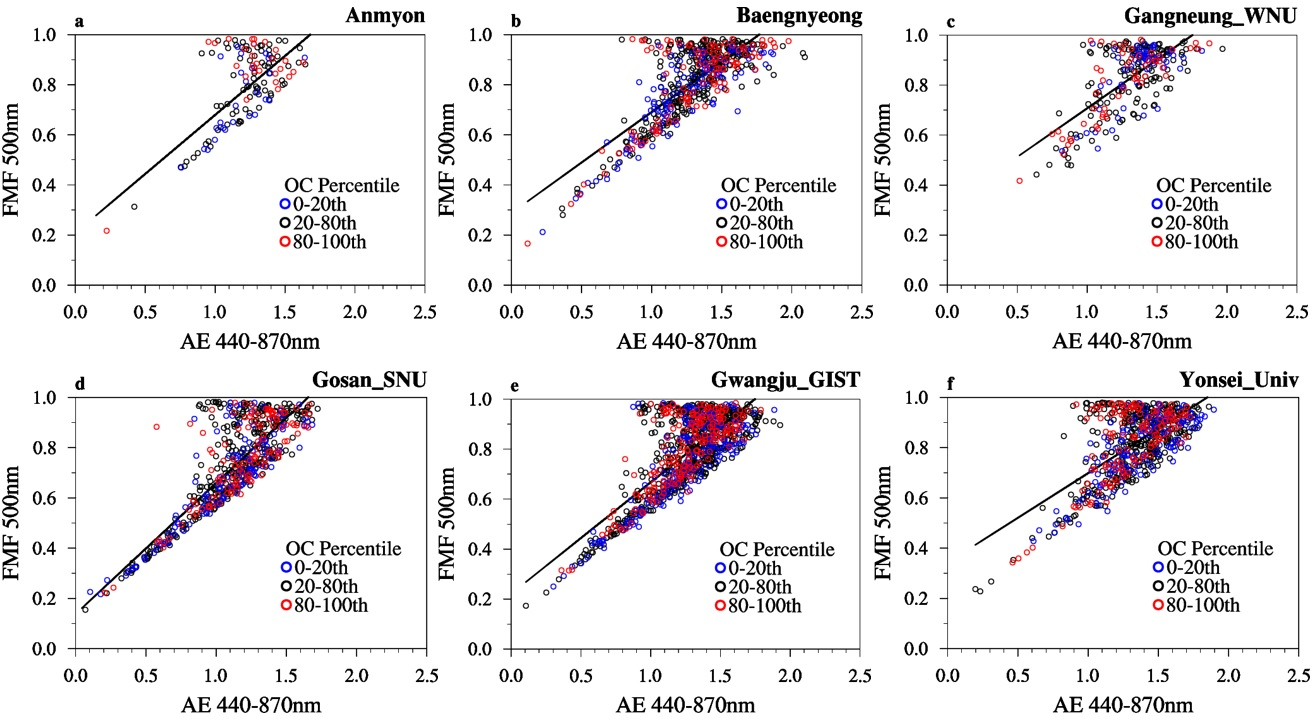 a Anmyon
FMF 500nm
1.0
0.8
0.6
0.4
0.2
0.0
OC Percentile
0-20th
20-80th
80-100th
0.0 0.5 1.0 1.5 2.0 2.5
AE 440-870nm
b Baengnyeong
FMF 500nm
1.0
0.8
0.6
0.4
0.2
0.0
OC Percentile
0-20th
20-80th
80-100th
0.0 0.5 1.0 1.5 2.0 2.5
AE 440-870nm
c Gangneung_WNU
FMF 500nm
1.0
0.8
0.6
0.4
0.2
0.0
OC Percentile
0-20th
20-80th
80-100th
0.0 0.5 1.0 1.5 2.0 2.5
AE 440-870nm
d Gosan_SNU
FMF 500nm
1.0
0.8
0.6
0.4
0.2
0.0
OC Percentile
0-20th
20-80th
80-100th
0.0 0.5 1.0 1.5 2.0 2.5
AE 440-870nm
e Gwangju_GIST
FMF 500nm
1.0
0.8
0.6
0.4
0.2
0.0
OC Percentile
0-20th
20-80th
80-100th
0.0 0.5 1.0 1.5 2.0 2.5
AE 440-870nm
f Yonsei_Univ
FMF 500nm
1.0
0.8
0.6
0.4
0.2
0.0
OC Percentile
0-20th
20-80th
80-100th
0.0 0.5 1.0 1.5 2.0 2.5
AE 440-870nm